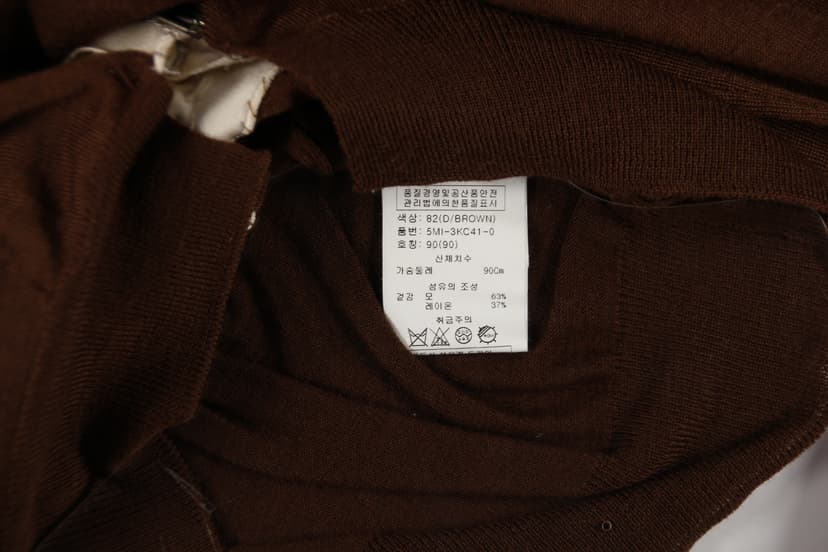 품질경영및공산품안전
관리법에의한품질표시
색상: 82(D/BROWN)
품번: 5MI-3KC41-0
호칭: 90(90)
신체치수
가슴둘레 90Cm
섬유의 조성
겉감 모 63%
레이온 37%
취급주의